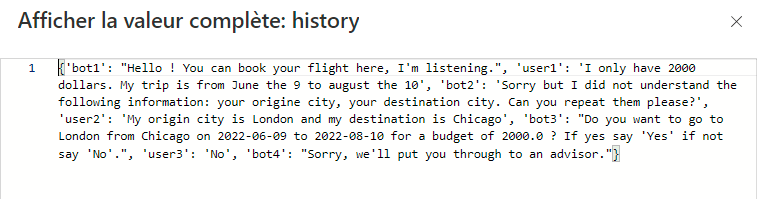 Afficher la valeur complète: history
1 {'bot1': "Hello ! You can book your flight here, I'm listening.", 'user1': 'I only have 2000
dollars. My trip is from June the 9 to august the 10', 'bot2': 'Sorry but I did not understand the
following information: your origine city, your destination city. Can you repeat them please?',
'user2': 'My origin city is London and my destination is Chicago', 'bot3': "Do you want to go to
London from Chicago on 2022-06-09 to 2022-08-10 for a budget of 2000.0 ? If yes say 'Yes' if not
say 'No'.", 'user3': 'No', 'bot4': "Sorry, we'll put you through to an advisor."}